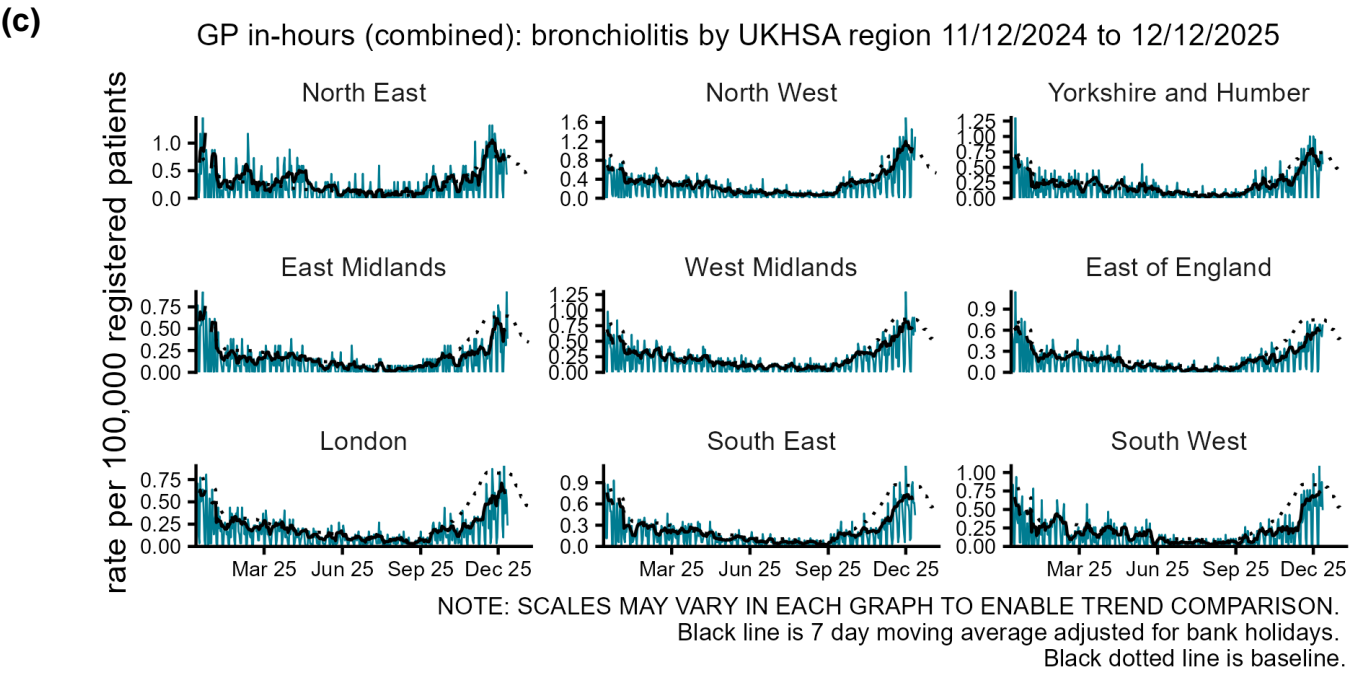 (c)
GP in-hours (combined): bronchiolitis by UKHSA region 11/12/2024 to 12/12/2025
rate per 100,000 registered patients
North East
1.0
0.5
0.0
North West
1.6
1.2
0.8
0.4
0.0
Yorkshire and Humber
1.25
1.00
0.75
0.50
0.25
0.00
East Midlands
0.75
0.50
0.25
0.00
West Midlands
1.25
1.00
0.75
0.50
0.25
0.00
East of England
0.9
0.6
0.3
0.0
London
0.75
0.50
0.25
0.00
Mar 25 Jun 25 Sep 25 Dec 25
South East
0.9
0.6
0.3
0.0
Mar 25 Jun 25 Sep 25 Dec 25
South West
1.00
0.75
0.50
0.25
0.00
Mar 25 Jun 25 Sep 25 Dec 25
NOTE: SCALES MAY VARY IN EACH GRAPH TO ENABLE TREND COMPARISON.
Black line is 7 day moving average adjusted for bank holidays.
Black dotted line is baseline.